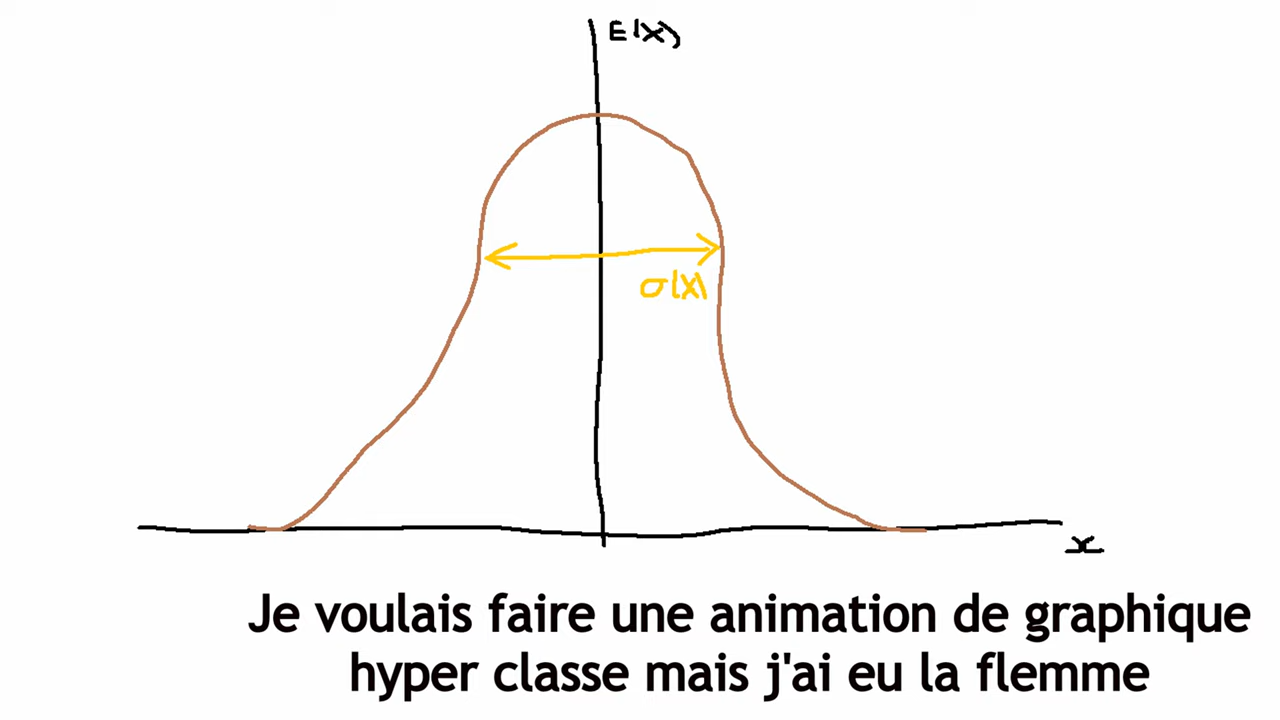 E(X)
σ(X)
x
Je voulais faire une animation de graphique
hyper classe mais j'ai eu la flemme